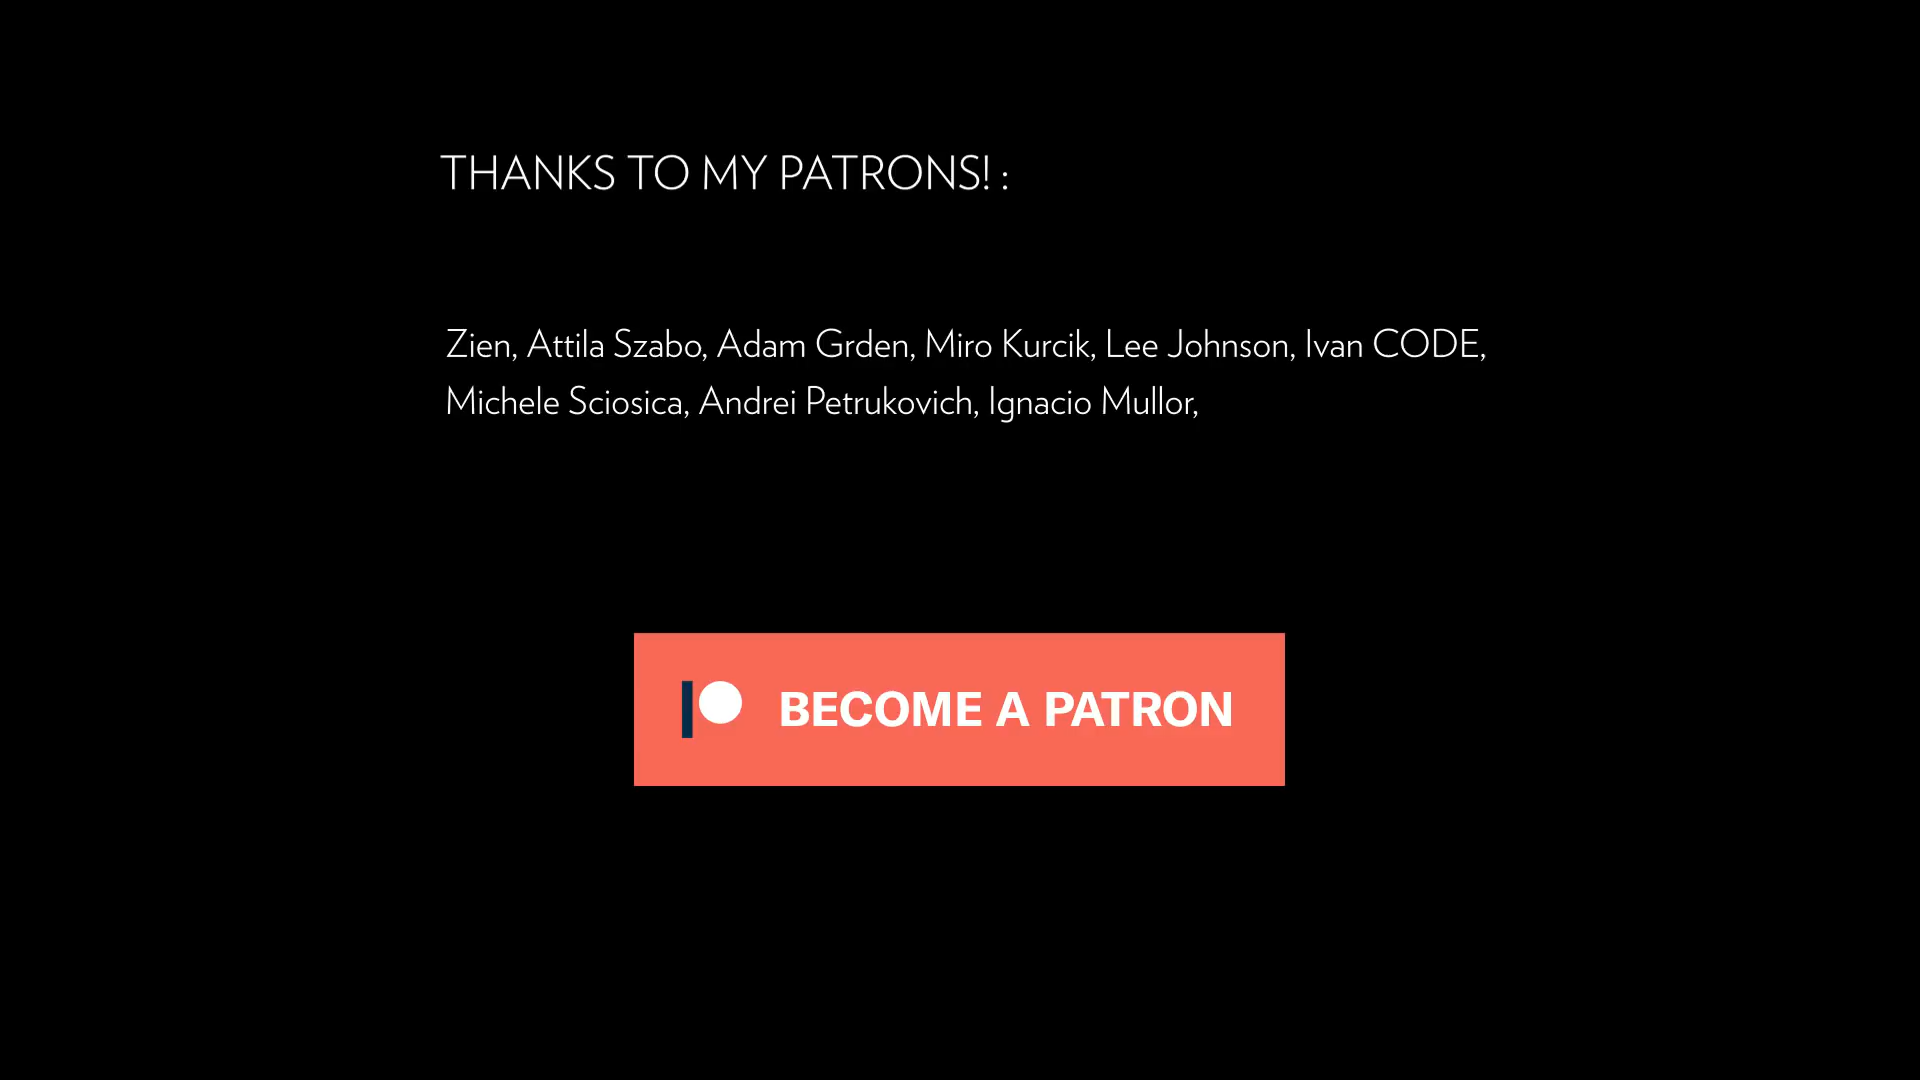 THANKS TO MY PATRONS! :
Zien, Attila Szabo, Adam Grden, Miro Kurcik, Lee Johnson, Ivan CODE,
Michele Sciosica, Andrei Petrukovich, Ignacio Mullor,
BECOME A PATRON